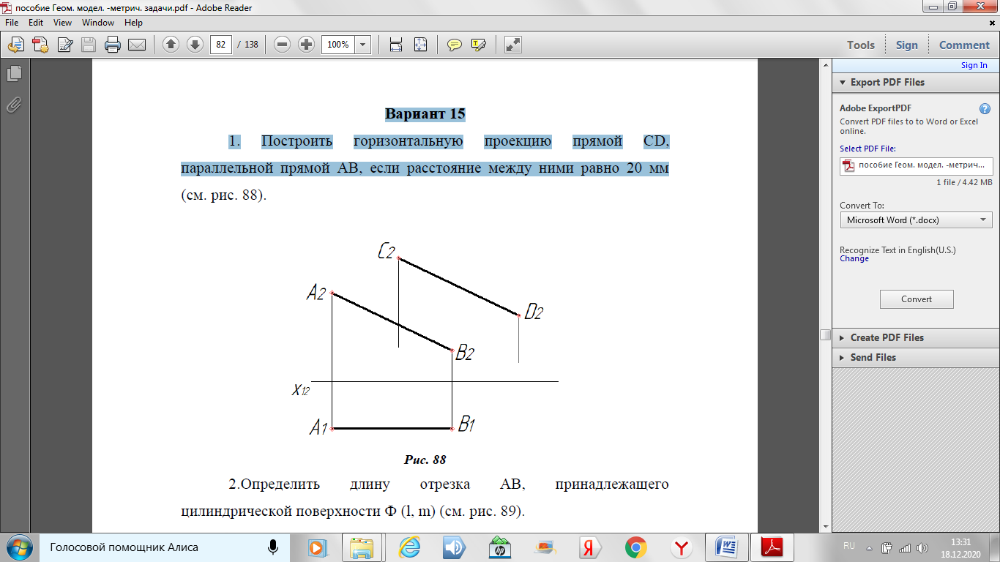 пособие Геом. модел. -метрич. задачи.pdf - Adobe Reader
File Edit View Window Help
82 / 138 100% Tools Sign Comment
Sign In
Export PDF Files
Adobe ExportPDF
Convert PDF files to to Word or Excel
online.
Select PDF File:
пособие Геом. модел. -метрич...
1 file / 4.42 MB
Convert To:
Microsoft Word (*.docx)
Recognize Text in English(U.S.)
Change
Convert
Create PDF Files
Send Files
Вариант 15
1. Построить горизонтальную проекцию прямой CD,
параллельной прямой АВ, если расстояние между ними равно 20 мм
(см. рис. 88).
C2
A2
D2
B2
X12
A1
B1
Рис. 88
2.Определить длину отрезка АВ, принадлежащего
цилиндрической поверхности Ф (l, m) (см. рис. 89).
Голосовой помощник Алиса
RU
13:31
18.12.2020